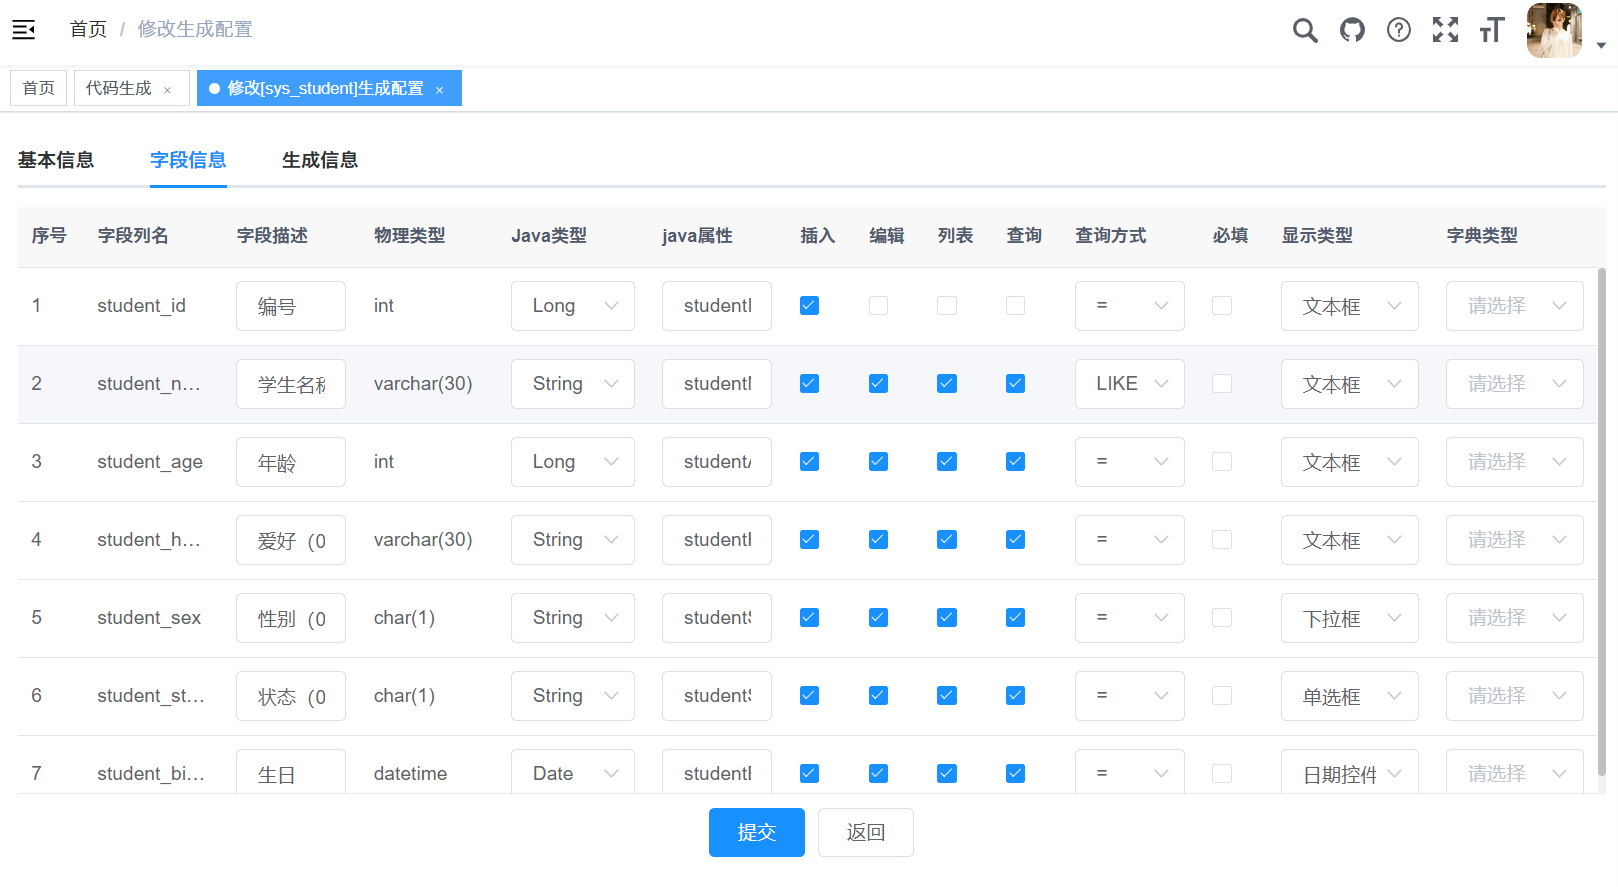 首页 / 修改生成配置
首页 代码生成 × 修改[sys_student]生成配置 ×
基本信息 字段信息 生成信息
序号 字段列名 字段描述 物理类型 Java类型 java属性 插入 编辑 列表 查询 查询方式 必填 显示类型 字典类型
1 student_id 编号 int Long studentI = 文本框 请选择
2 student_n... 学生名称 varchar(30) String student LIKE 文本框 请选择
3 student_age 年龄 int Long student = 文本框 请选择
4 student_h... 爱好（0 varchar(30) String student = 文本框 请选择
5 student_sex 性别（0 char(1) String student = 下拉框 请选择
6 student_st... 状态（0 char(1) String student = 单选框 请选择
7 student_bi... 生日 datetime Date student = 日期控件 请选择
提交 返回